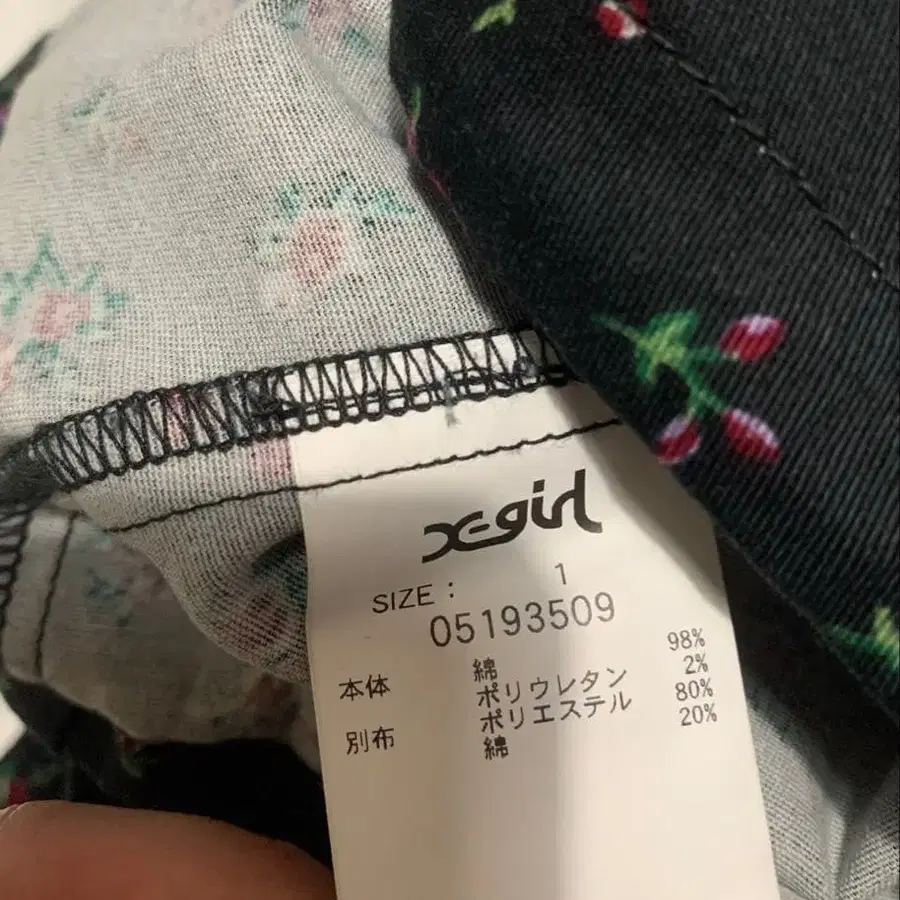 X-girl
SIZE : 1
05193509
本体 綿 98%
ポリウレタン 2%
別布 ポリエステル 80%
綿 20%